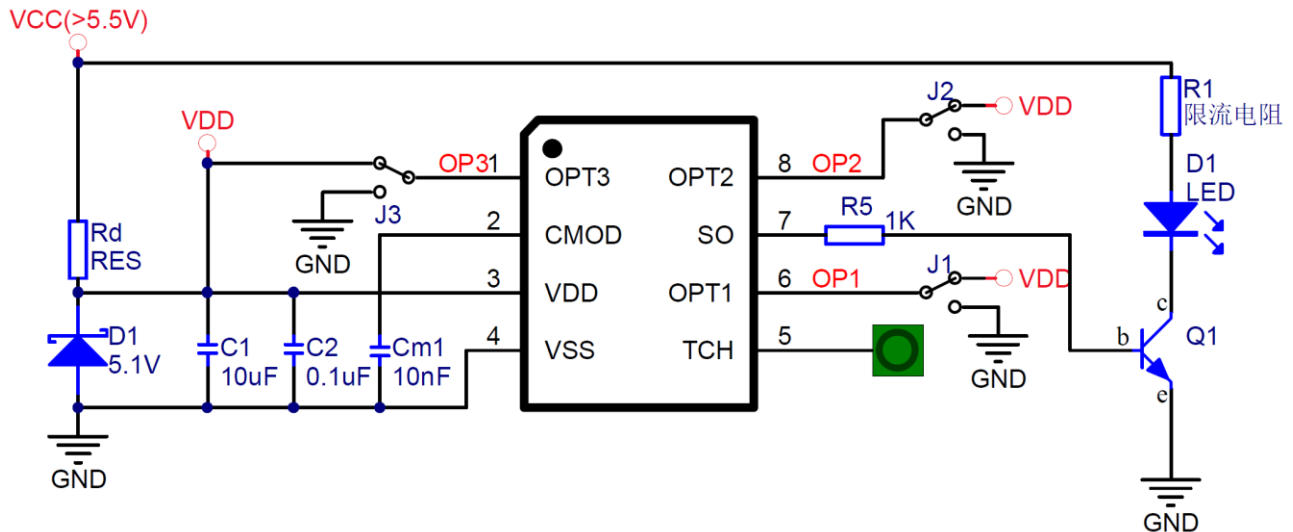 VCC(>5.5V)
VDD
Rd
RES
D1
5.1V
GND
C1
10uF
C2
0.1uF
Cm1
10nF
GND
J3
OP3
1
2
3
4
OPT3
CMOD
VDD
VSS
OPT2
SO
OPT1
TCH
8
7
6
5
OP2
R5
1K
OP1
J2
VDD
GND
J1
VDD
GND
R1
限流电阻
D1
LED
c
b
e
Q1
GND